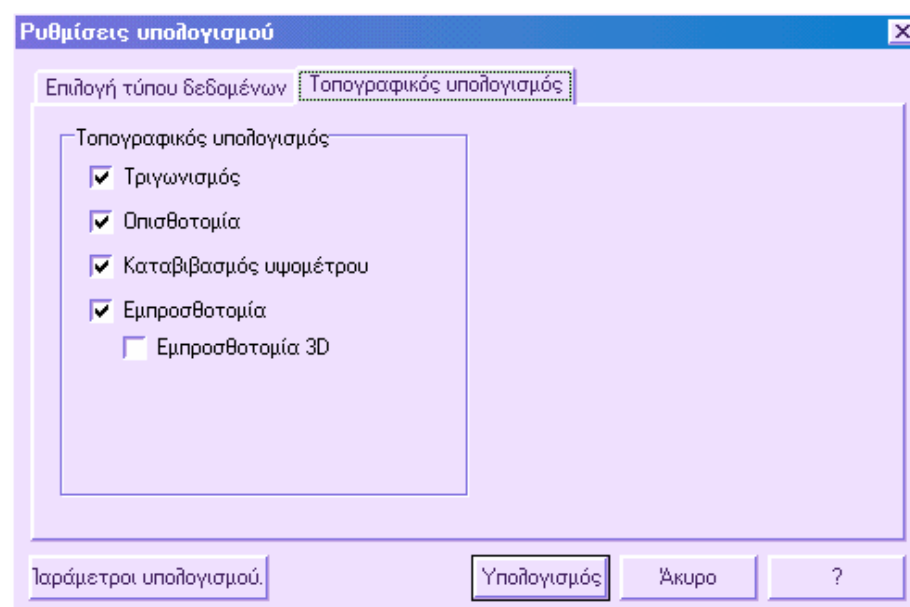 Ρυθμίσεις υπολογισμού
Επιλογή τύπου δεδομένων Τοπογραφικός υπολογισμός
Τοπογραφικός υπολογισμός
Τριγωνισμός
Οπισθοτομία
Καταβιβασμός υψομέτρου
Εμπροσθοτομία
Εμπροσθοτομία 3D
Παράμετροι υπολογισμού. Υπολογισμός Άκυρο ?